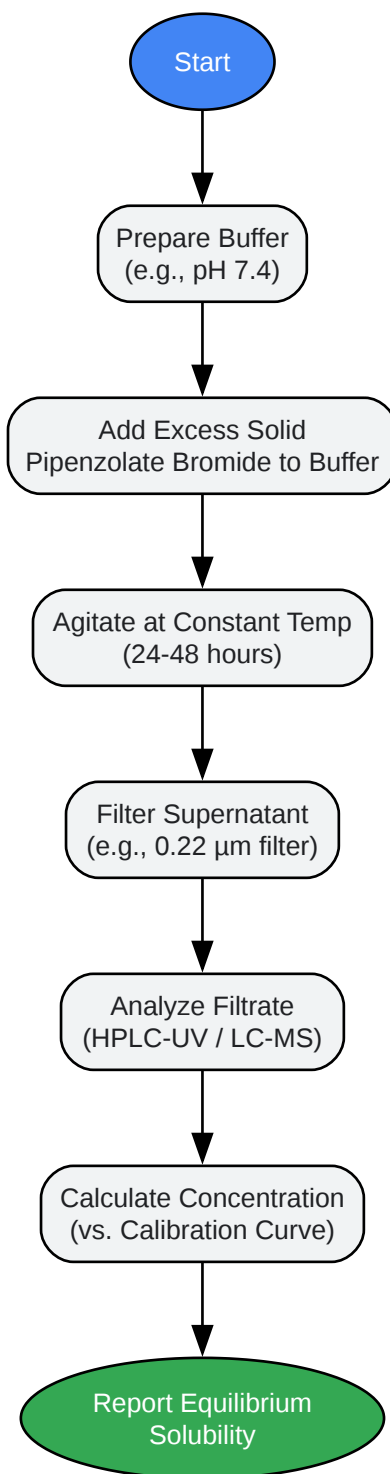 Start
Prepare Buffer
(e.g., pH 7.4)
Add Excess Solid
Pipenzolate Bromide to Buffer
Agitate at Constant Temp
(24-48 hours)
Filter Supernatant
(e.g., 0.22 µm filter)
Analyze Filtrate
(HPLC-UV / LC-MS)
Calculate Concentration
(vs. Calibration Curve)
Report Equilibrium
Solubility